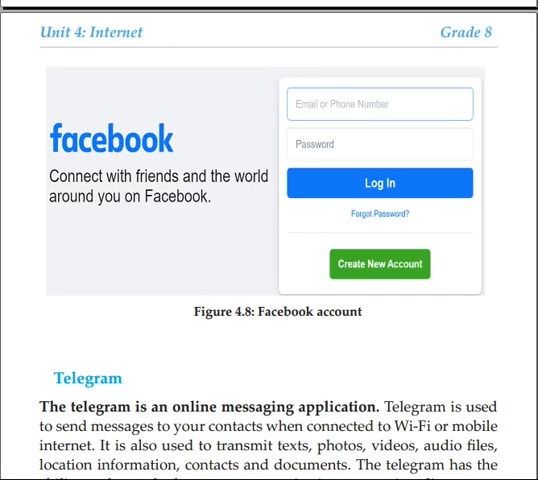 Unit 4: Internet
Grade 8
facebook
Connect with friends and the world
around you on Facebook.
Email or Phone Number
Password
Log In
Forgot Password?
Create New Account
Figure 4.8: Facebook account
Telegram
The telegram is an online messaging application. Telegram is used
to send messages to your contacts when connected to Wi-Fi or mobile
internet. It is also used to transmit texts, photos, videos, audio files,
location information, contacts and documents. The telegram has the